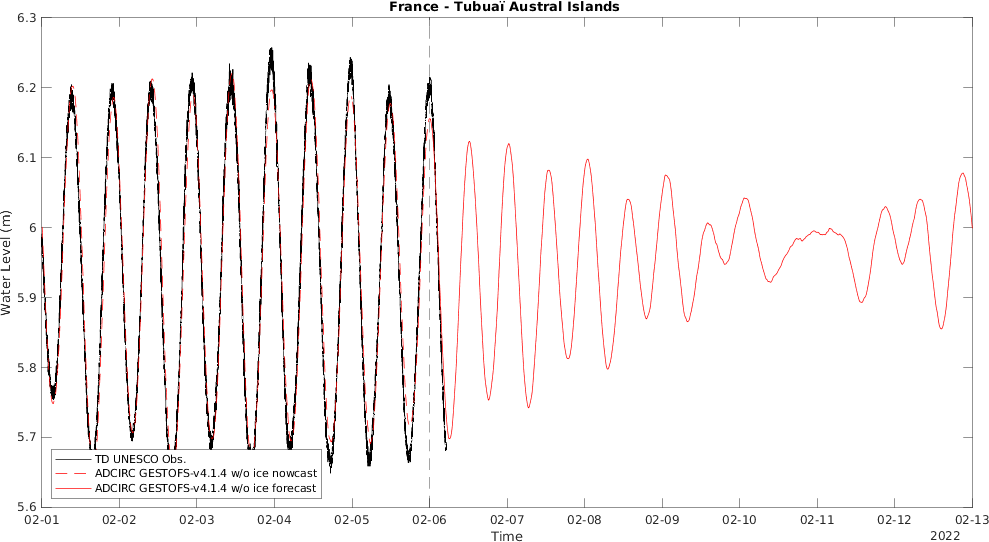 France - Tubuaï Austral Islands
Water Level (m)
6.3
6.2
6.1
6
5.9
5.8
5.7
5.6
TD UNESCO Obs.
ADCIRC GESTOFS-v4.1.4 w/o ice nowcast
ADCIRC GESTOFS-v4.1.4 w/o ice forecast
02-01 02-02 02-03 02-04 02-05 02-06 02-07 02-08 02-09 02-10 02-11 02-12 02-13
Time
2022